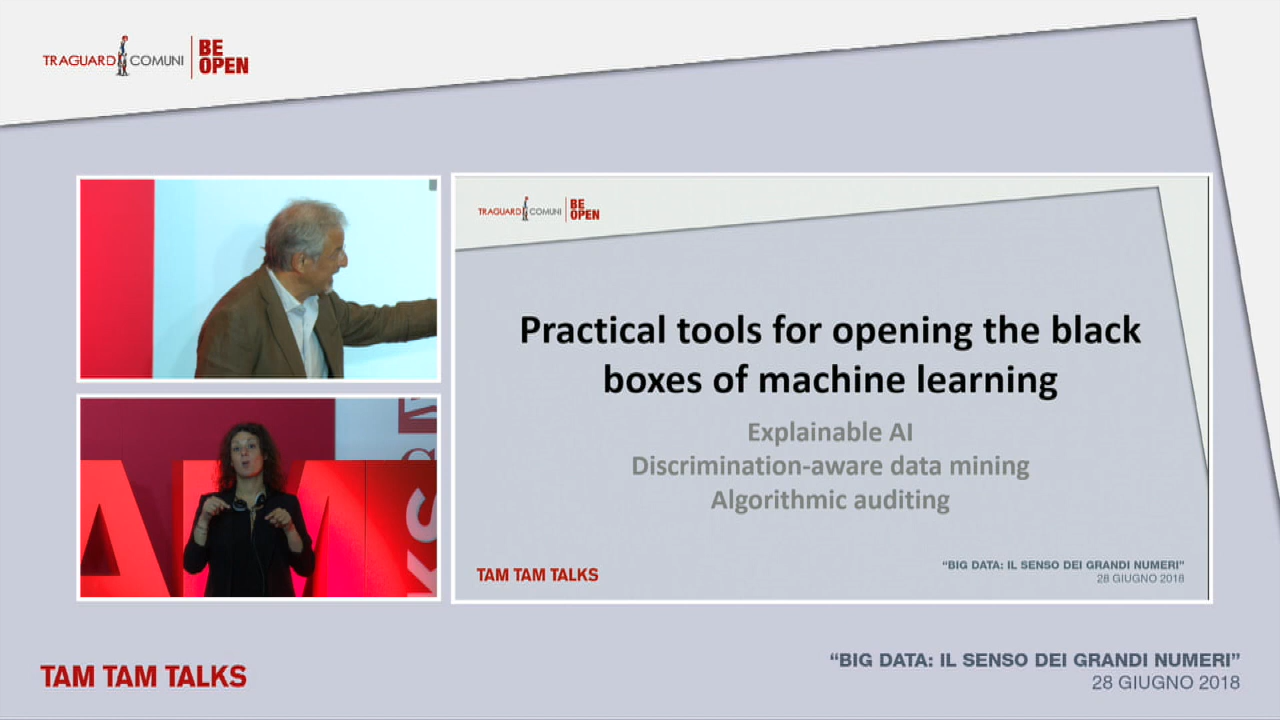 TRAGUARDI COMUNI
BE
OPEN
TRAGUARDI COMUNI
BE
OPEN
Practical tools for opening the black
boxes of machine learning
Explainable AI
Discrimination-aware data mining
Algorithmic auditing
TAM TAM TALKS
“BIG DATA: IL SENSO DEI GRANDI NUMERI”
28 GIUGNO 2018
AM
KS
TAM TAM TALKS
“BIG DATA: IL SENSO DEI GRANDI NUMERI”
28 GIUGNO 2018